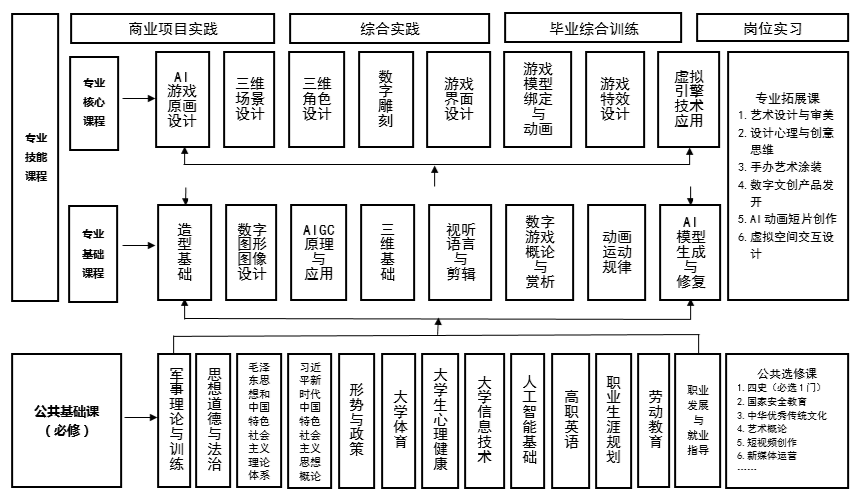 商业项目实践
综合实践
毕业综合训练
岗位实习
专业
技能
课程
专业
核心
课程
AI
游戏
原画
设计
三维
场景
设计
三维
角色
设计
数
字
雕
刻
游戏
界面
设计
游戏
模型
绑定
与
动画
游戏
特效
设计
虚拟
引擎
技术
应用
专业拓展课
1. 艺术设计与审美
2. 设计心理与创意
思维
3. 手办艺术涂装
4. 数字文创产品发
开
5. AI 动画短片创作
6. 虚拟空间交互设
计
专业
基础
课程
造
型
基
础
数字
图形
图像
设计
AIGC
原理
与
应用
三
维
基
础
视听
语言
与
剪辑
数字
游戏
概论
与
赏析
动画
运动
规律
AI
模型
生成
与
修复
公共基础课
（必修）
军事理论与训练
思想道德与法治
毛泽
东思
想和
中国
特色
社会
主义
理论
体系
习近
平新
时代
中国
特色
社会
主义
思想
概论
形势与政策
大学体育
大学生心理健康
大学信息技术
人工智能基础
高职英语
职业生涯规划
劳动教育
职业
发展
与
就业
指导
公共选修课
1. 四史（必选 1 门）
2. 国家安全教育
3. 中华优秀传统文化
4. 艺术概论
5. 短视频创作
6. 新媒体运营
……